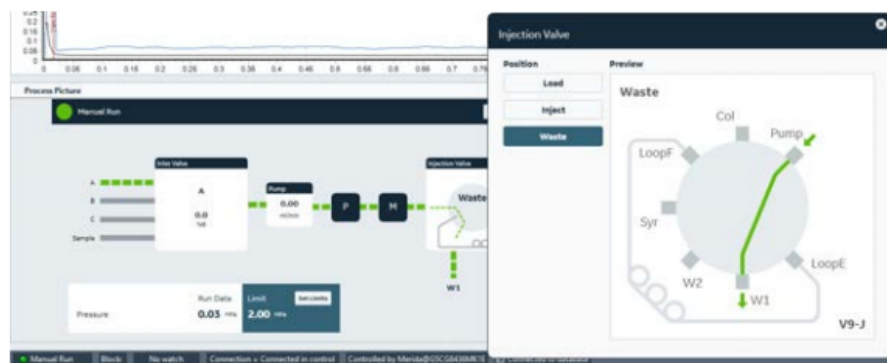 0.2
0.16
0.1
0.05
0
0 0.05 0.1 0.15 0.2 0.25 0.3 0.35 0.4 0.45 0.5 0.55 0.6 0.65 0.7
Process Picture
Manual Run
Inlet Valve
A
B
C
Sample
A
0.0
%B
Pump
0.00
ml/min
P
M
Injection Valve
Waste
W1
Pressure
Run Data
0.03 MPa
Limit
2.00 MPa
Set Limits
Manual Run
No watch
Connection = Connected in control
Injection Valve
Position
Load
Inject
Waste
Preview
Waste
Col
Pump
LoopF
Syr
W2
W1
LoopE
V9-J